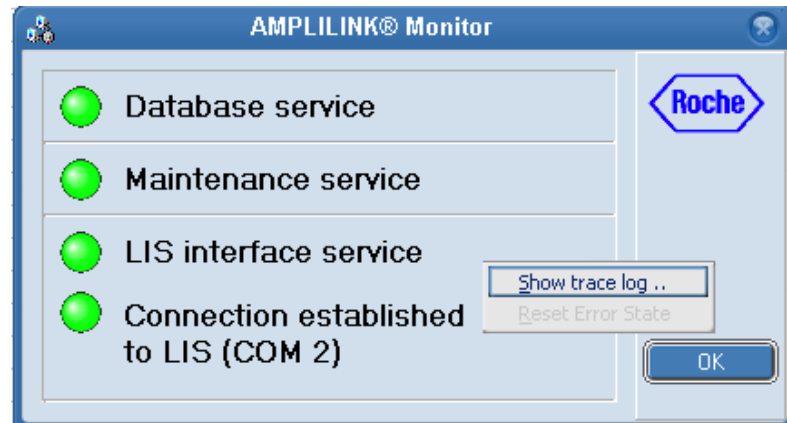 AMPLILINK® Monitor
Database service
Roche
Maintenance service
LIS interface service
Show trace log ..
Reset Error State
Connection established
to LIS (COM 2)
OK